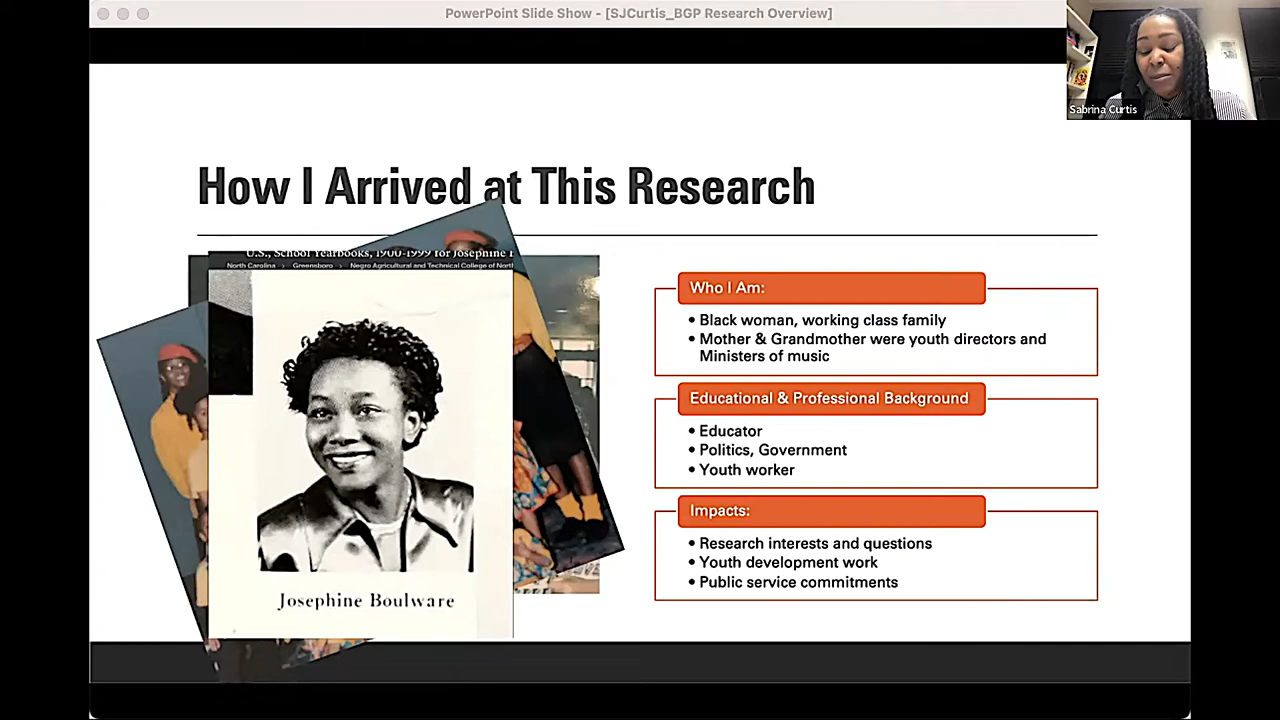 PowerPoint Slide Show - [SJCurtis_BGP Research Overview]
Sabrina Curtis
How I Arrived at This Research
U.S., School Yearbooks, 1900-1999 for Josephine
North Carolina > Greensboro > Negro Agricultural and Technical College of
Josephine Boulware
Who I Am:
• Black woman, working class family
• Mother & Grandmother were youth directors and
Ministers of music
Educational & Professional Background
• Educator
• Politics, Government
• Youth worker
Impacts:
• Research interests and questions
• Youth development work
• Public service commitments